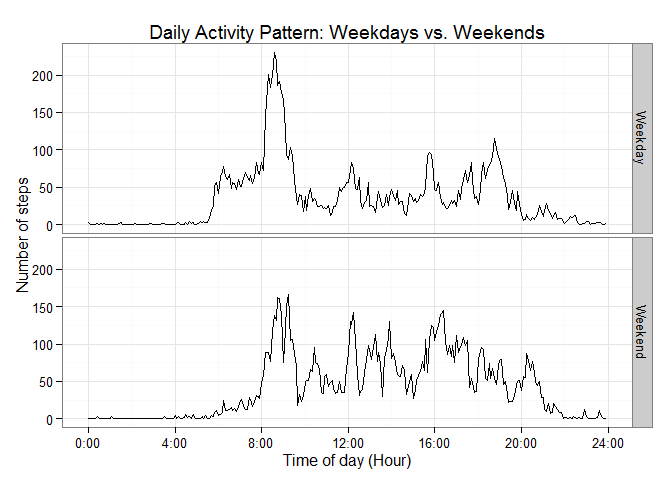 Daily Activity Pattern: Weekdays vs. Weekends
Number of steps
200
150
100
50
0
Weekday
200
150
100
50
0
Weekend
0:00 4:00 8:00 12:00 16:00 20:00 24:00
Time of day (Hour)